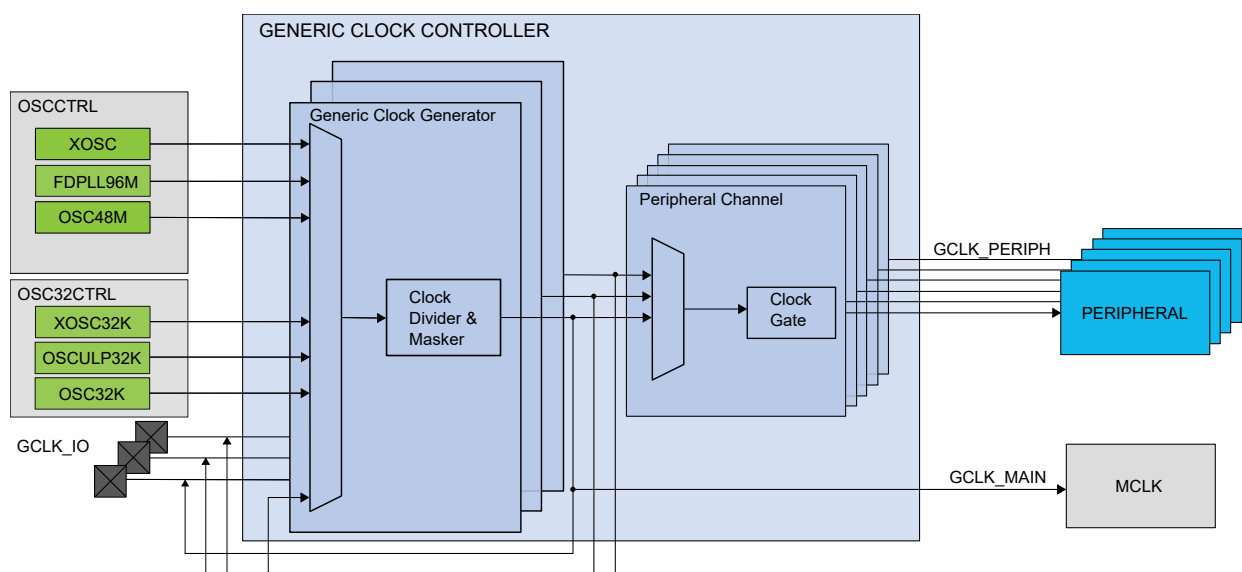 GENERIC CLOCK CONTROLLER
OSCCTRL
XOSC
FDPLL96M
OSC48M
OSC32CTRL
XOSC32K
OSCULP32K
OSC32K
GCLK_IO
Generic Clock Generator
Clock
Divider &
Masker
Peripheral Channel
Clock
Gate
GCLK_PERIPH
PERIPHERAL
GCLK_MAIN
MCLK